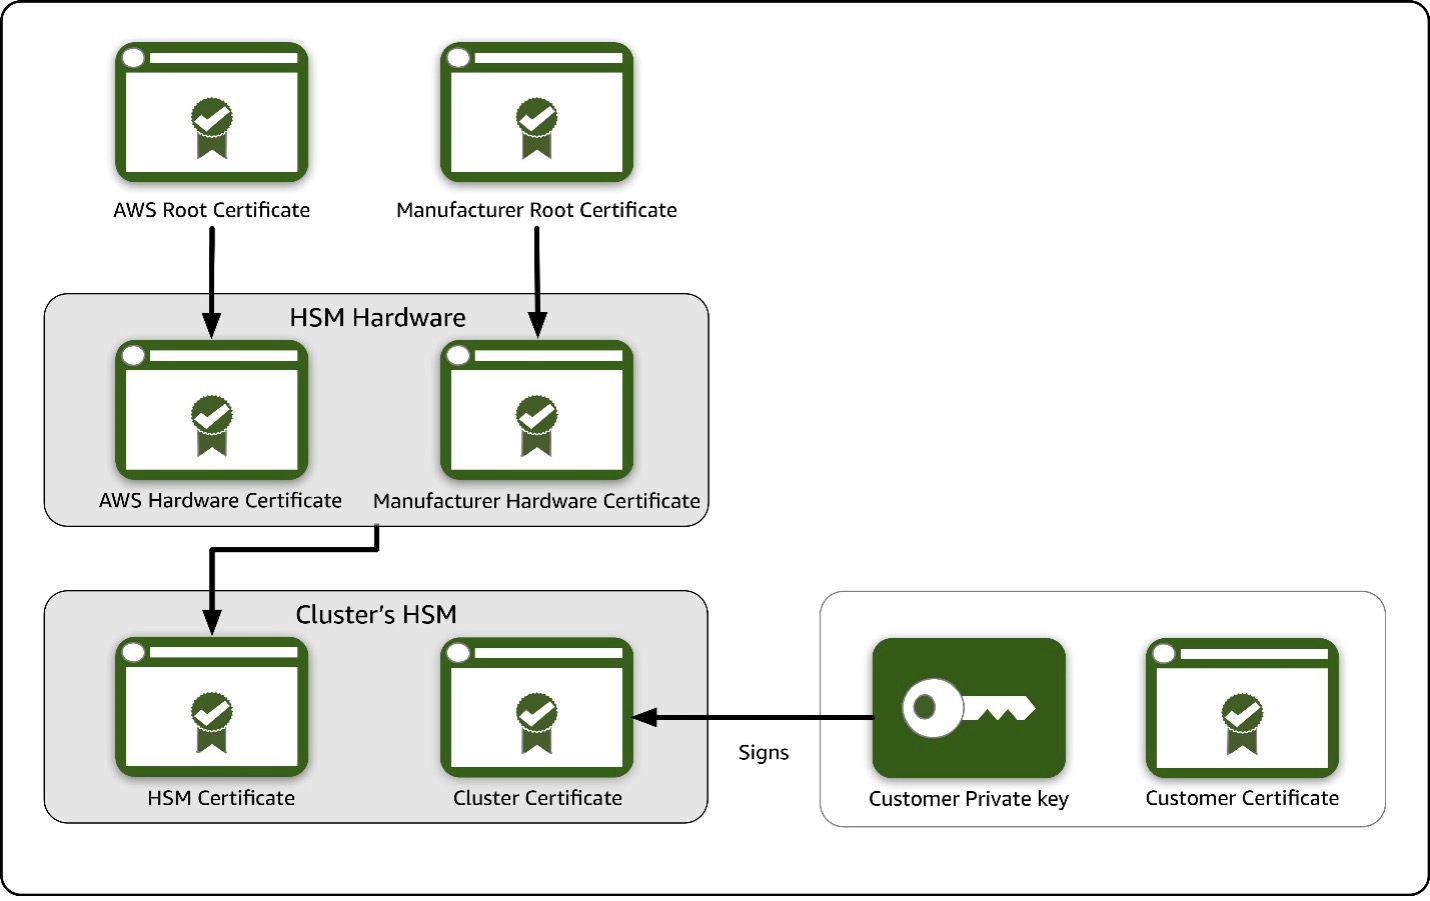 AWS Root Certificate
Manufacturer Root Certificate
HSM Hardware
AWS Hardware Certificate
Manufacturer Hardware Certificate
Cluster’s HSM
HSM Certificate
Cluster Certificate
Signs
Customer Private key
Customer Certificate